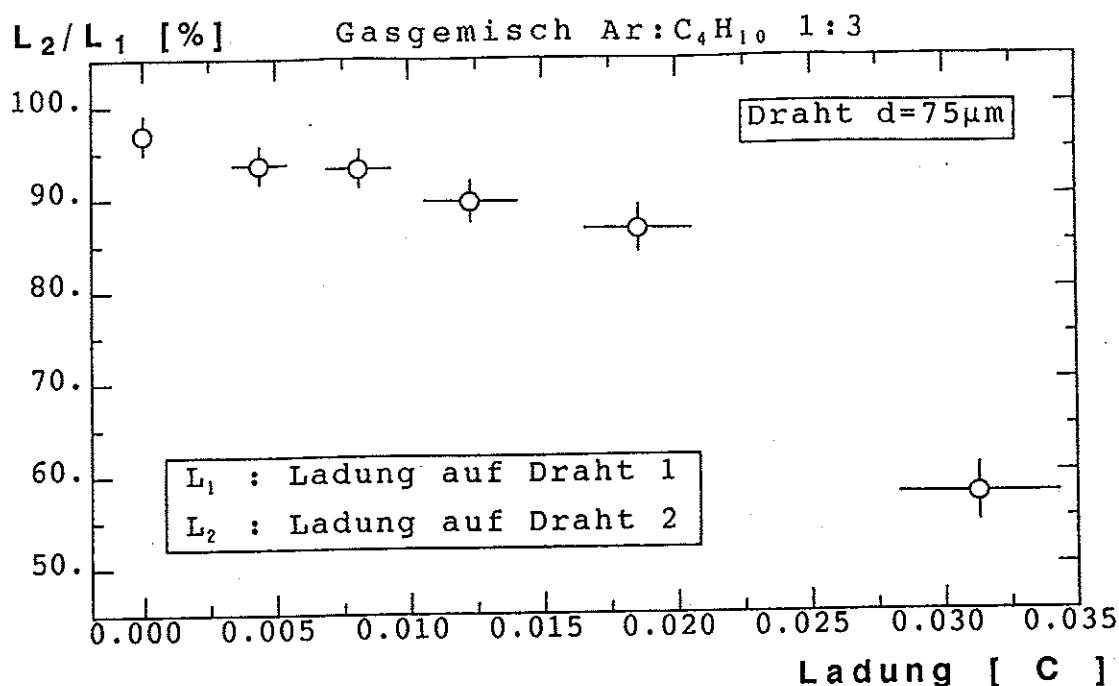 L₂/L₁ [%] Gasgemisch Ar:C₄H₁₀ 1:3
100.
90.
80.
70.
60.
50.
Draht d=75μm
L₁ : Ladung auf Draht 1
L₂ : Ladung auf Draht 2
0.000 0.005 0.010 0.015 0.020 0.025 0.030 0.035
Ladung [ C ]